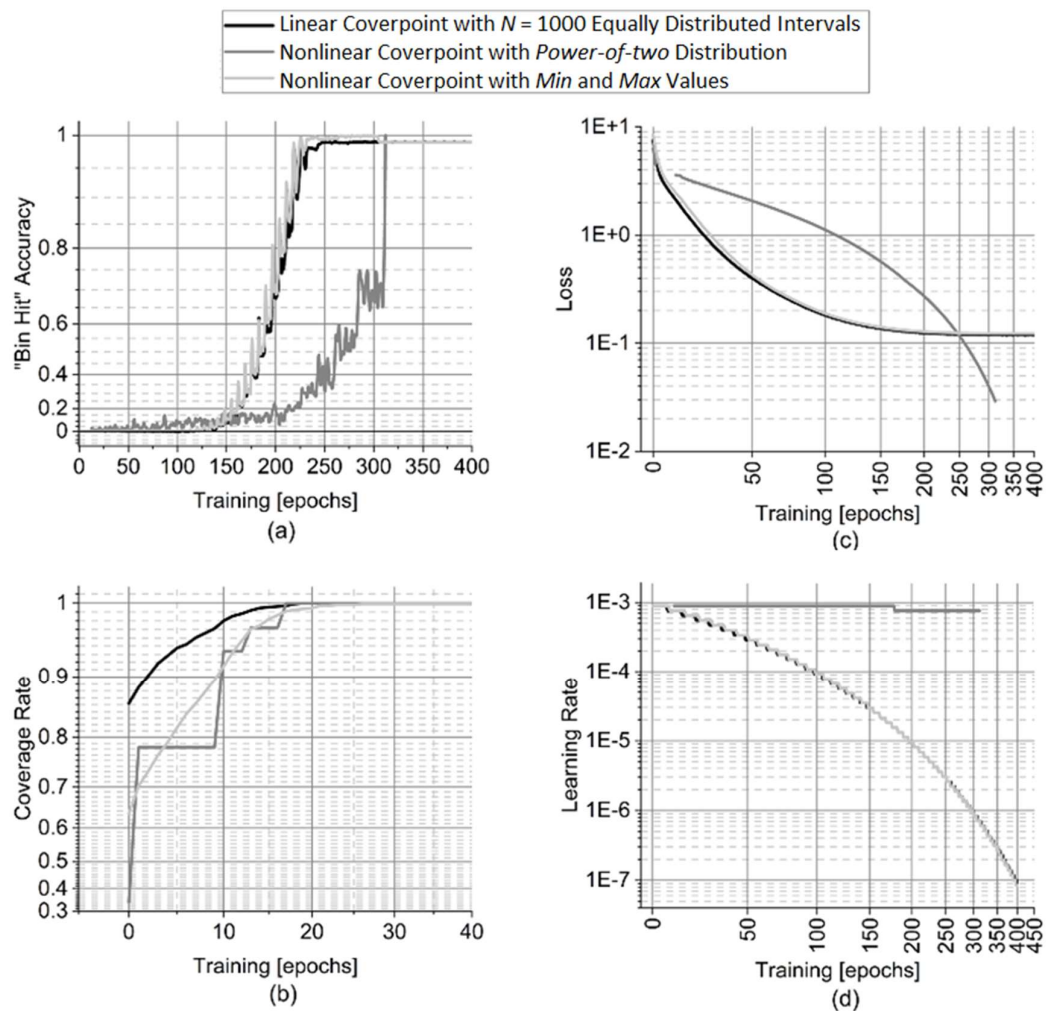 Linear Coverpoint with N = 1000 Equally Distributed Intervals
Nonlinear Coverpoint with Power-of-two Distribution
Nonlinear Coverpoint with Min and Max Values
"Bin Hit" Accuracy
1
0.8
0.6
0.4
0.2
0
0 50 100 150 200 250 300 350 400
Training [epochs]
(a)
Loss
1E+1
1E+0
1E-1
1E-2
0 50 100 150 200 250 300 350 400
Training [epochs]
(c)
Coverage Rate
1
0.9
0.8
0.7
0.6
0.5
0.4
0.3
0 10 20 30 40
Training [epochs]
(b)
Learning Rate
1E-3
1E-4
1E-5
1E-6
1E-7
0 50 100 150 200 250 300 350 400 450
Training [epochs]
(d)